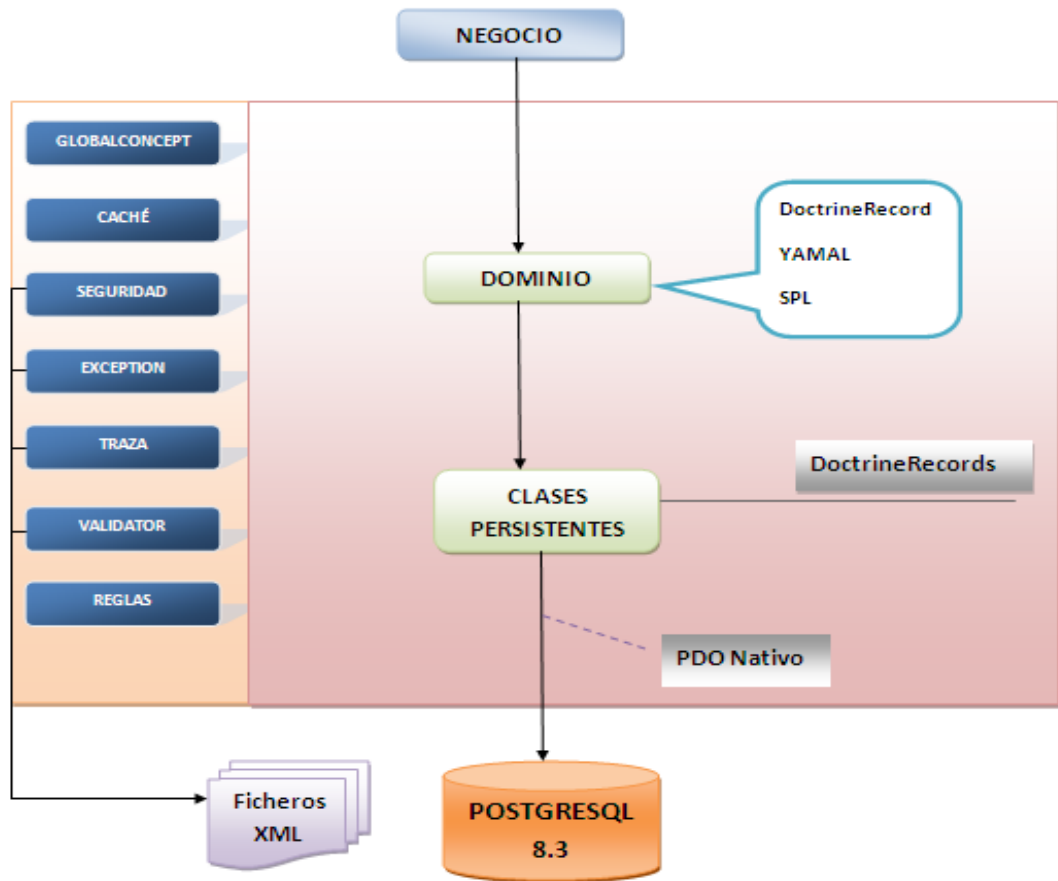 NEGOCIO
GLOBALCONCEPT
CACHÉ
SEGURIDAD
EXCEPTION
TRAZA
VALIDATOR
REGLAS
DoctrineRecord
YAMAL
SPL
DOMINIO
DoctrineRecords
CLASES
PERSISTENTES
PDO Nativo
Ficheros
XML
POSTGRESQL
8.3